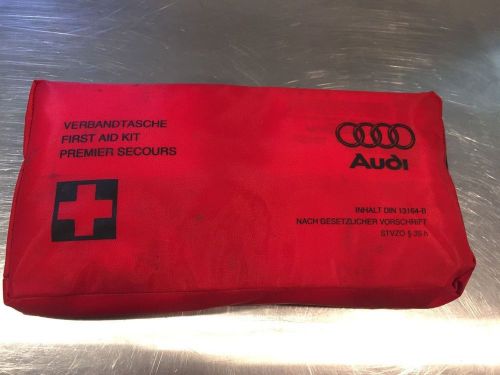 VERBANDTASCHE
FIRST AID KIT
PREMIER SECOURS
Audi
INHALT DIN 13164-B
NACH GESETZLICHER VORSCHRIFT
STVZO § 35 h